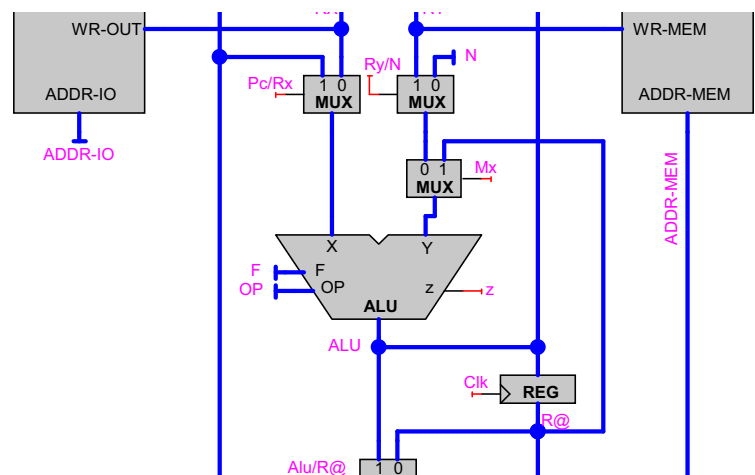 WR-OUT
WR-MEM
N
Pc/Rx
1 0
MUX
Ry/N
1 0
MUX
ADDR-IO
ADDR-MEM
ADDR-IO
0 1
MUX
Mx
ADDR-MEM
X
Y
F
F
OP
OP
z
z
ALU
ALU
Clk
REG
R@
Alu/R@
1 0